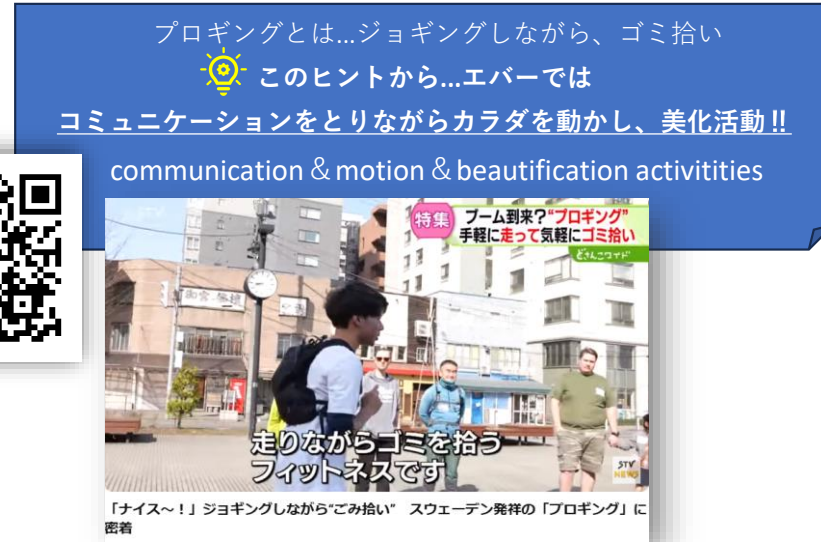 プロギングとは...ジョギングしながら、ゴミ拾い
このヒントから...エバーでは
コミュニケーションをとりながらカラダを動かし、美化活動‼
communication＆motion＆beautification activitities
STV
特集
ブーム到来?“プロギング”
手軽に走って気軽にゴミ拾い
どさんこワイド
走りながらゴミを拾う
フィットネスです
STV
NEWS
「ナイス～！」ジョギングしながら“ごみ拾い”　スウェーデン発祥の「プロギング」に
密着